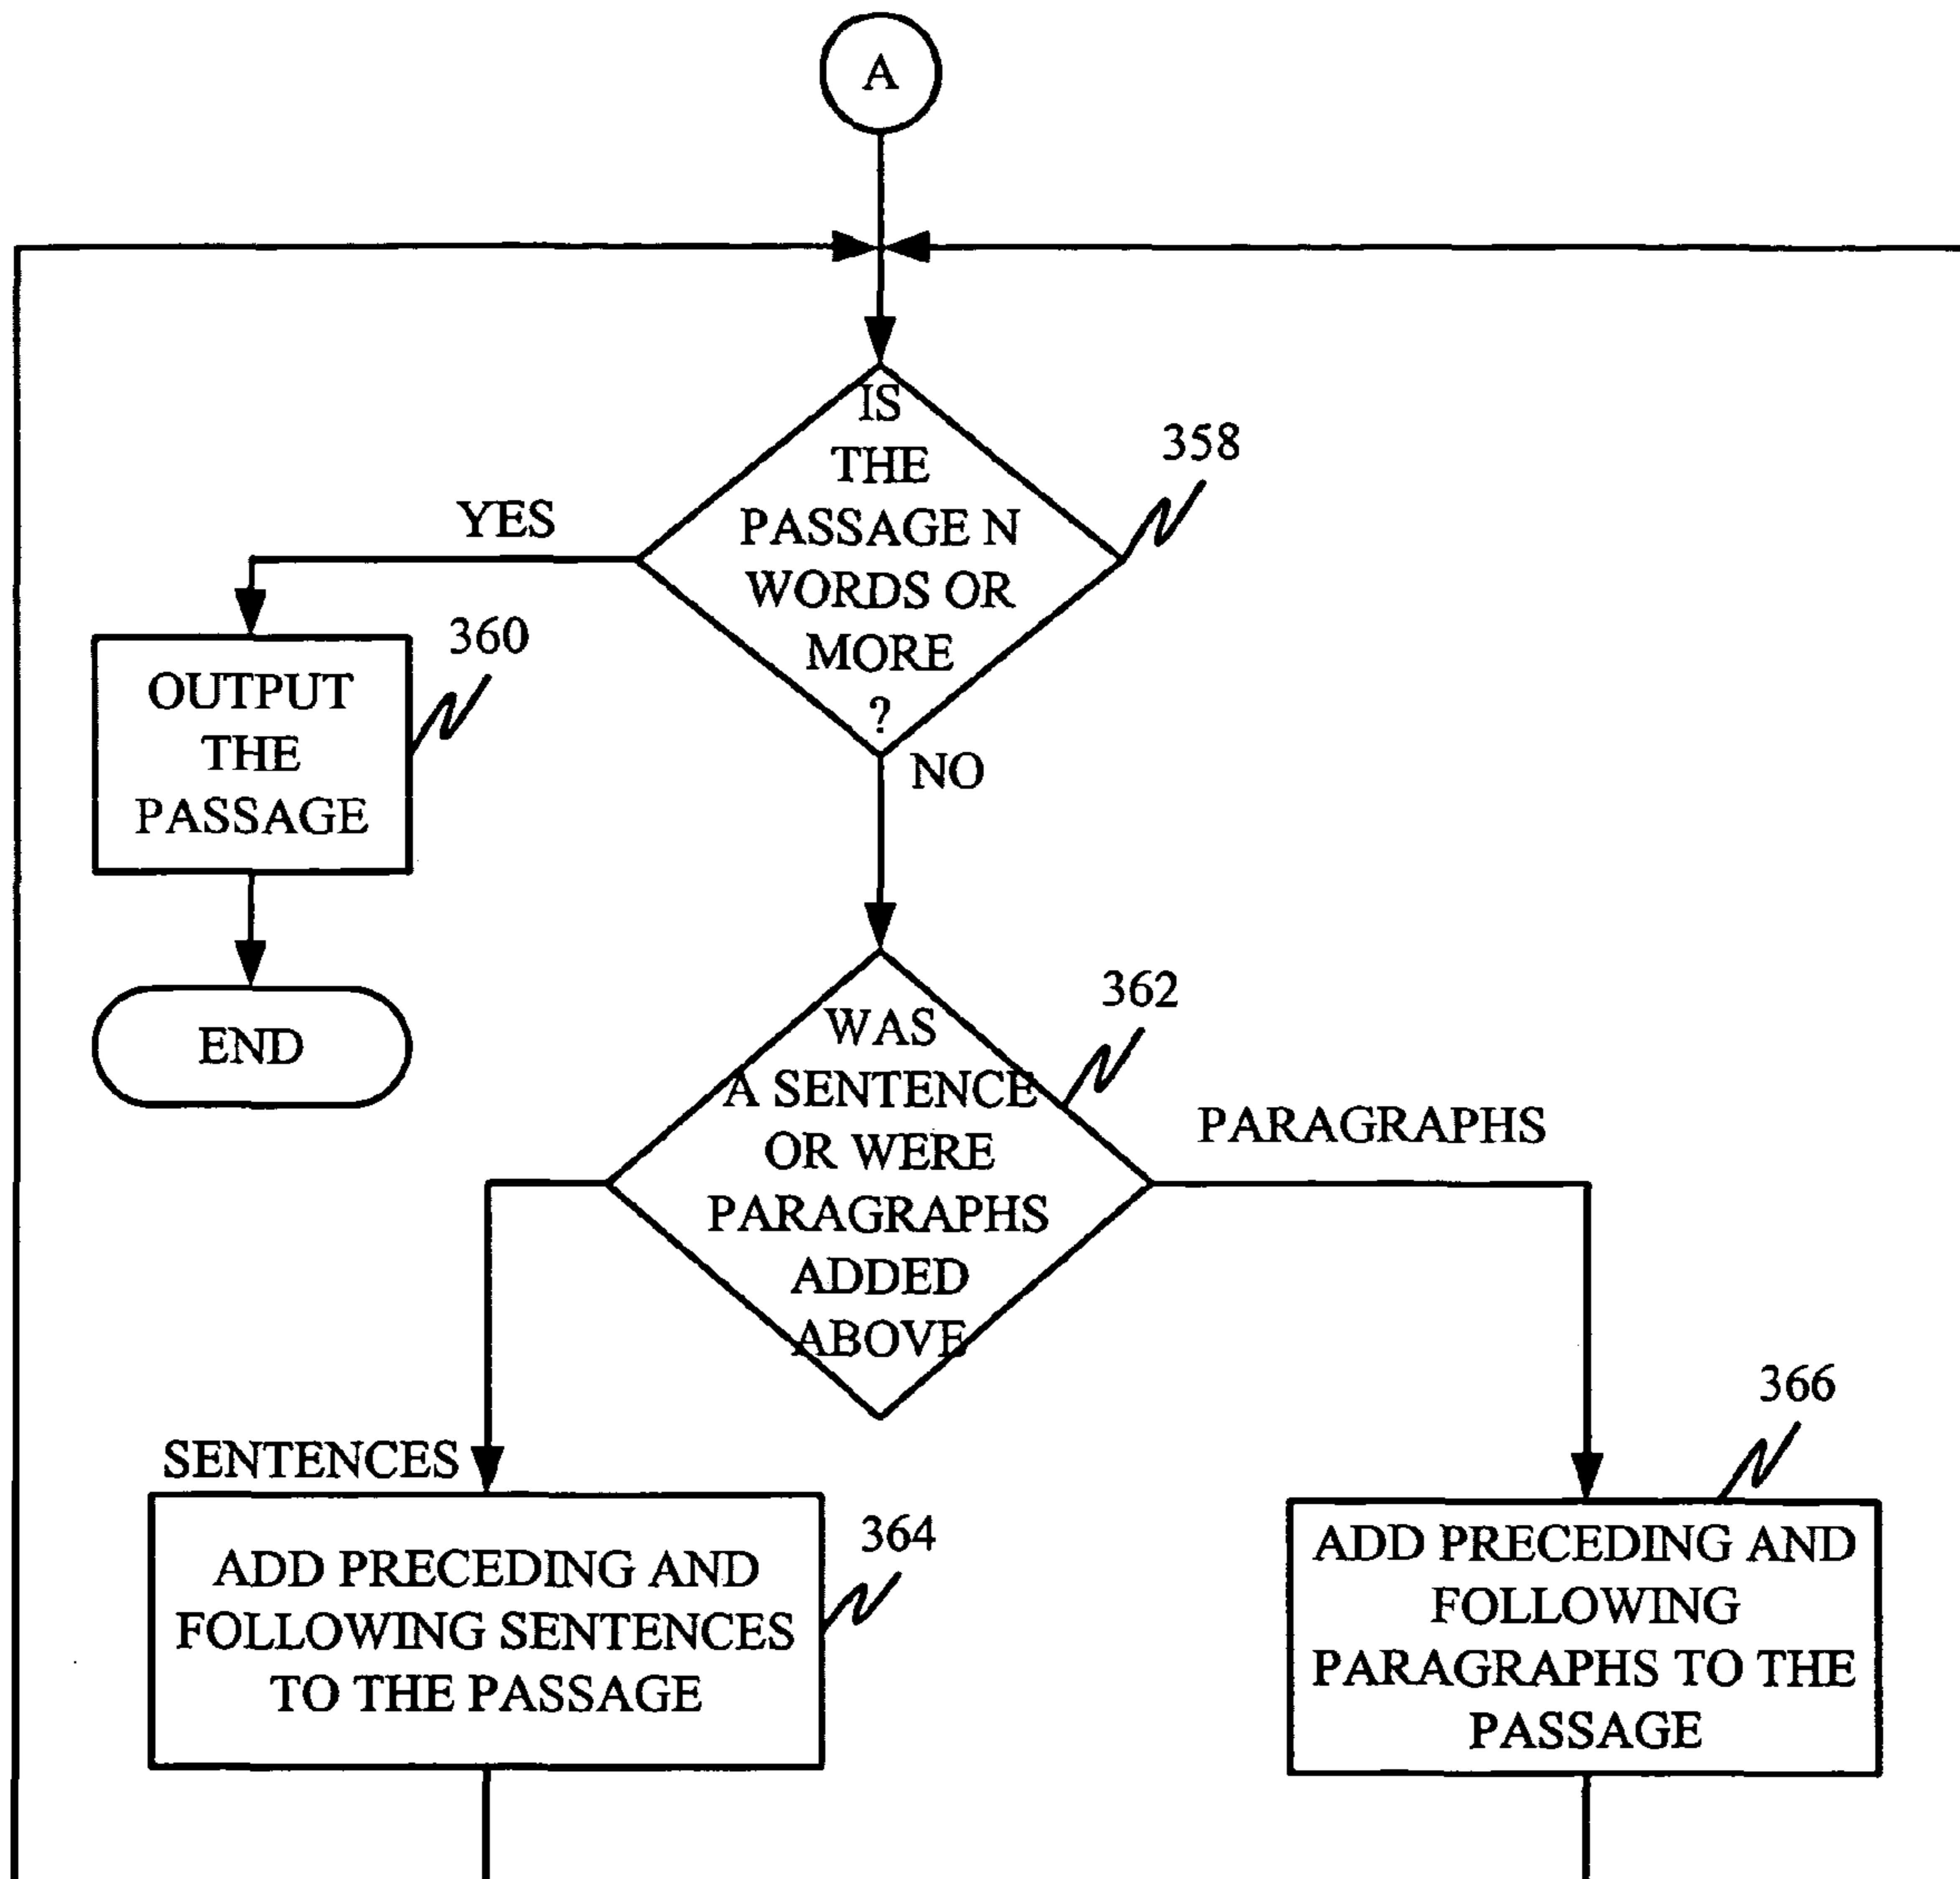 A
IS
THE
PASSAGE N
WORDS OR
MORE
?
358
YES
NO
360
OUTPUT
THE
PASSAGE
END
362
WAS
A SENTENCE
OR WERE
PARAGRAPHS
ADDED
ABOVE
PARAGRAPHS
SENTENCES
364
ADD PRECEDING AND
FOLLOWING SENTENCES
TO THE PASSAGE
366
ADD PRECEDING AND
FOLLOWING
PARAGRAPHS TO THE
PASSAGE